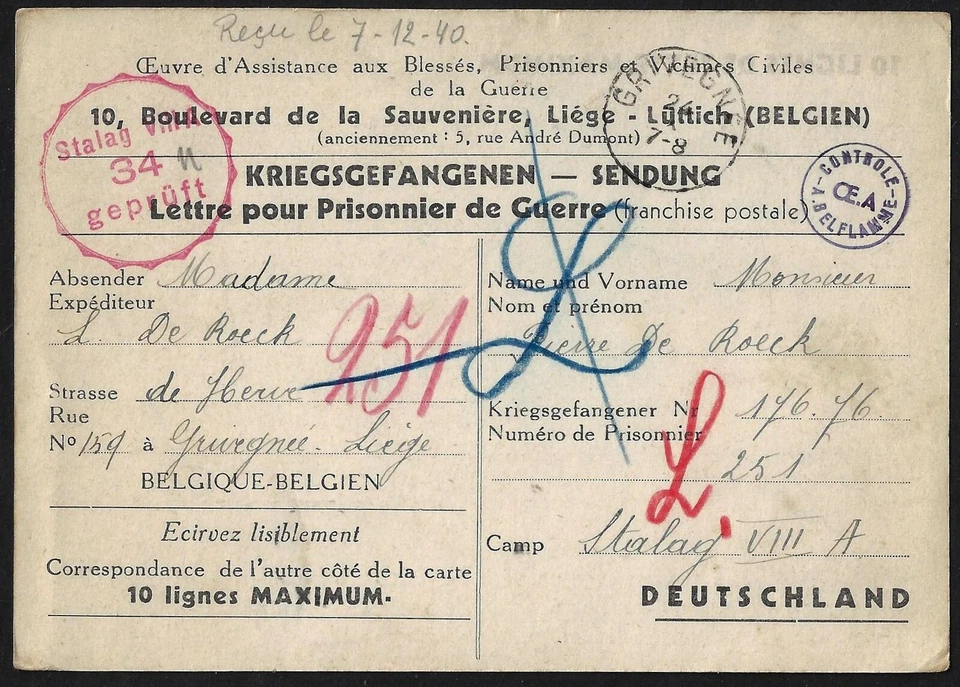 Reçu le 7-12-40.
Œuvre d'Assistance aux Blessés, Prisonniers et Victimes Civiles
de la Guerre
10, Boulevard de la Sauvenière, Liége - Lüttich (BELGIEN)
(anciennement : 5, rue André Dumont)
GRIVEGNÉE
24
7-8
Stalag VIII A
34 N
geprüft
CONTROLE
Œ.A
A. BELFLAMME
KRIEGSGEFANGENEN — SENDUNG
Lettre pour Prisonnier de Guerre (franchise postale)
Absender Madame
Expéditeur
L. De Roeck
251
Strasse de Herve
Rue
No 159 à Grivegnée - Liège
BELGIQUE-BELGIEN
Ecirvez lisiblement
Correspondance de l'autre côté de la carte
10 lignes MAXIMUM.
Name und Vorname Monsieur
Nom et prénom
Pierre De Roeck
Kriegsgefangener Nr 176.76
Numéro de Prisonnier
251
L.
Camp Stalag VIII A
DEUTSCHLAND